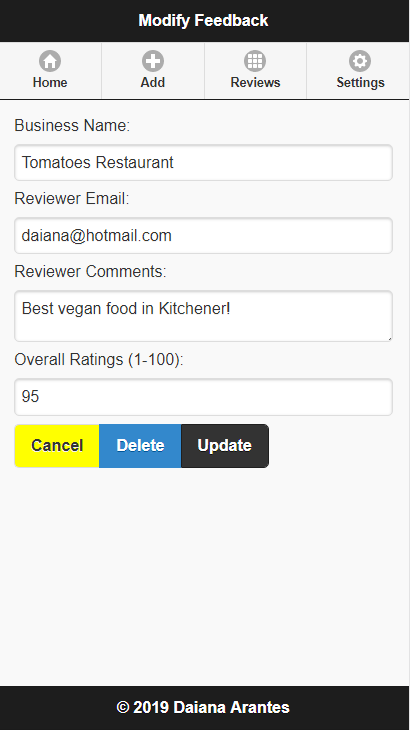 Modify Feedback
Home Add Reviews Settings
Business Name:
Tomatoes Restaurant
Reviewer Email:
daiana@hotmail.com
Reviewer Comments:
Best vegan food in Kitchener!
Overall Ratings (1-100):
95
Cancel Delete Update
© 2019 Daiana Arantes